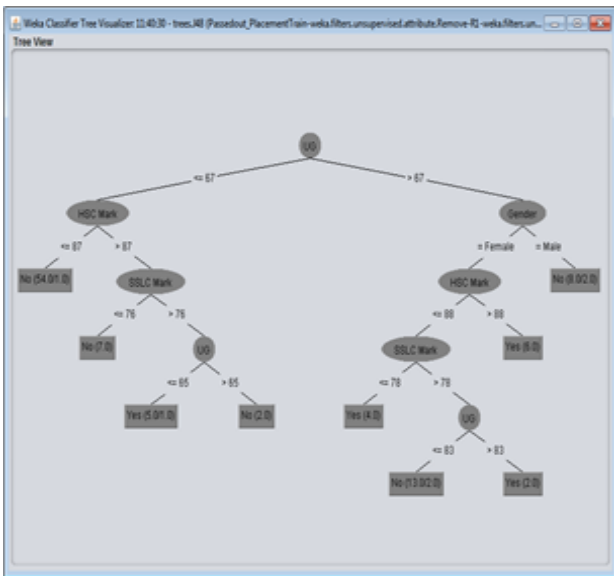 Weka Classifier Tree Visualizer: 11:40:30 - trees.J48 (Passedout_PlacementTrain-weka.filters.unsupervised.attribute.Remove-R1-weka.filters.un...
Tree View
UG
<= 67 > 67
HSC Mark Gender
<= 87 > 87 = Female = Male
No (54.0/1.0) SSLC Mark HSC Mark No (8.0/2.0)
<= 76 > 76 <= 88 > 88
No (7.0) UG SSLC Mark Yes (6.0)
<= 65 > 65 <= 78 > 78
Yes (5.0/1.0) No (2.0) Yes (4.0) UG
<= 83 > 83
No (13.0/2.0) Yes (2.0)